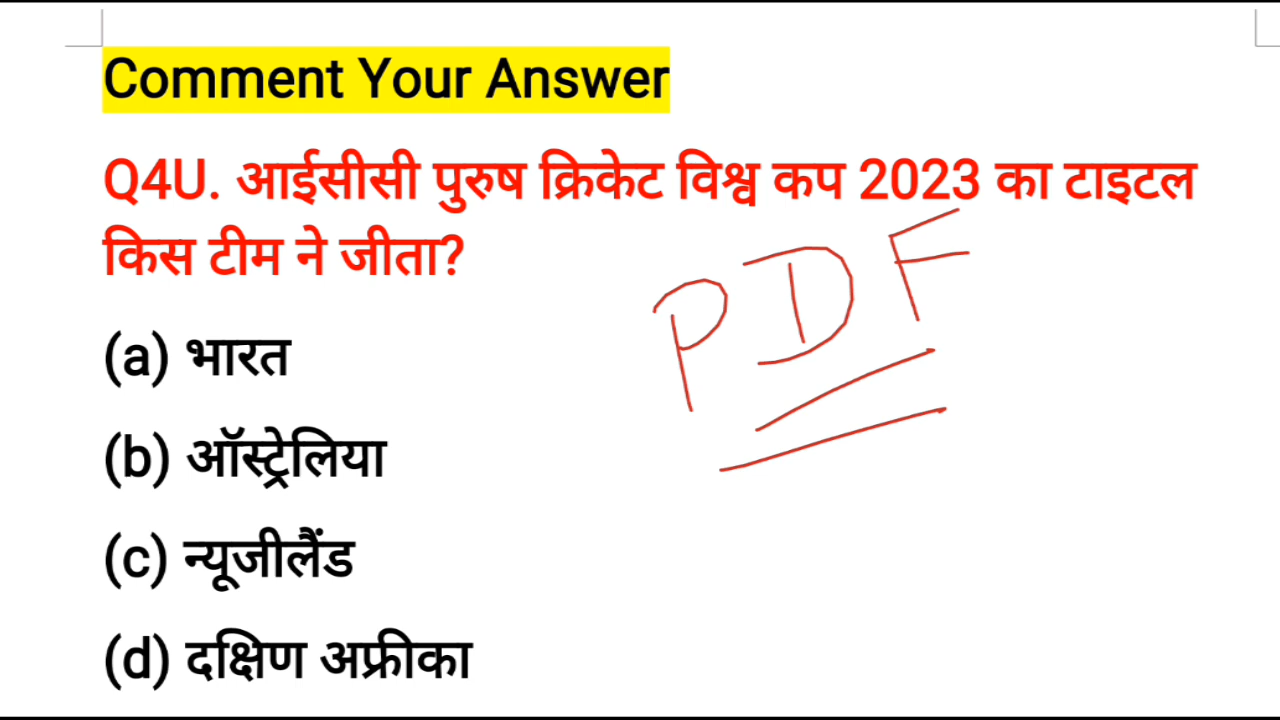 Comment Your Answer
Q4U. आईसीसी पुरुष क्रिकेट विश्व कप 2023 का टाइटल
किस टीम ने जीता?
PDF
(a) भारत
(b) ऑस्ट्रेलिया
(c) न्यूजीलैंड
(d) दक्षिण अफ्रीका